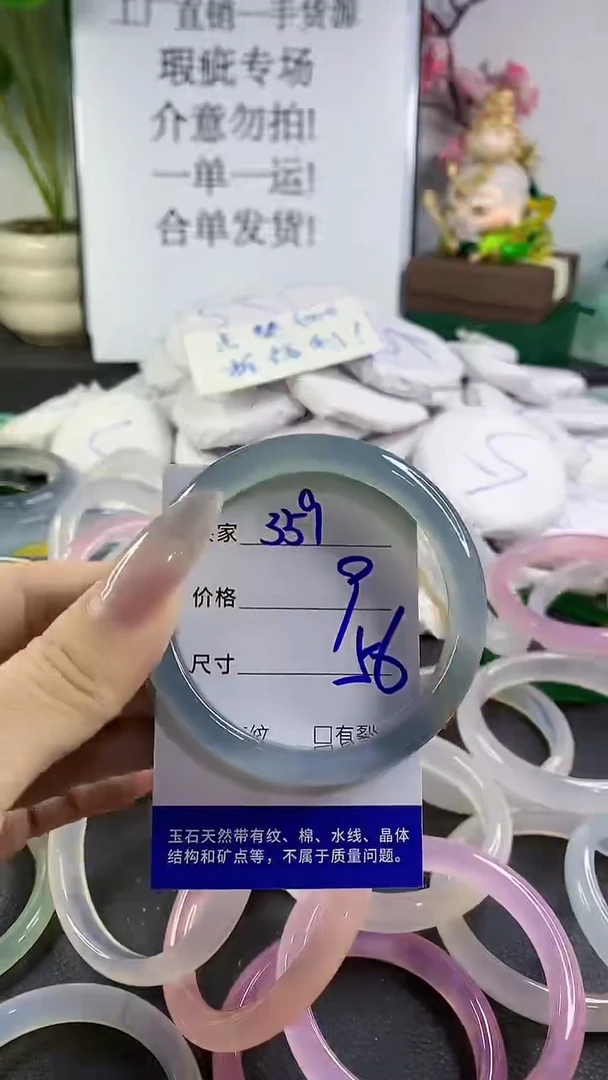 工厂直销一手货源
瑕疵专场
介意勿拍!
一单一运!
合单发货!
家 359
价格 9
尺寸 56
纹 口有裂
玉石天然带有纹、棉、水线、晶体
结构和矿点等，不属于质量问题。